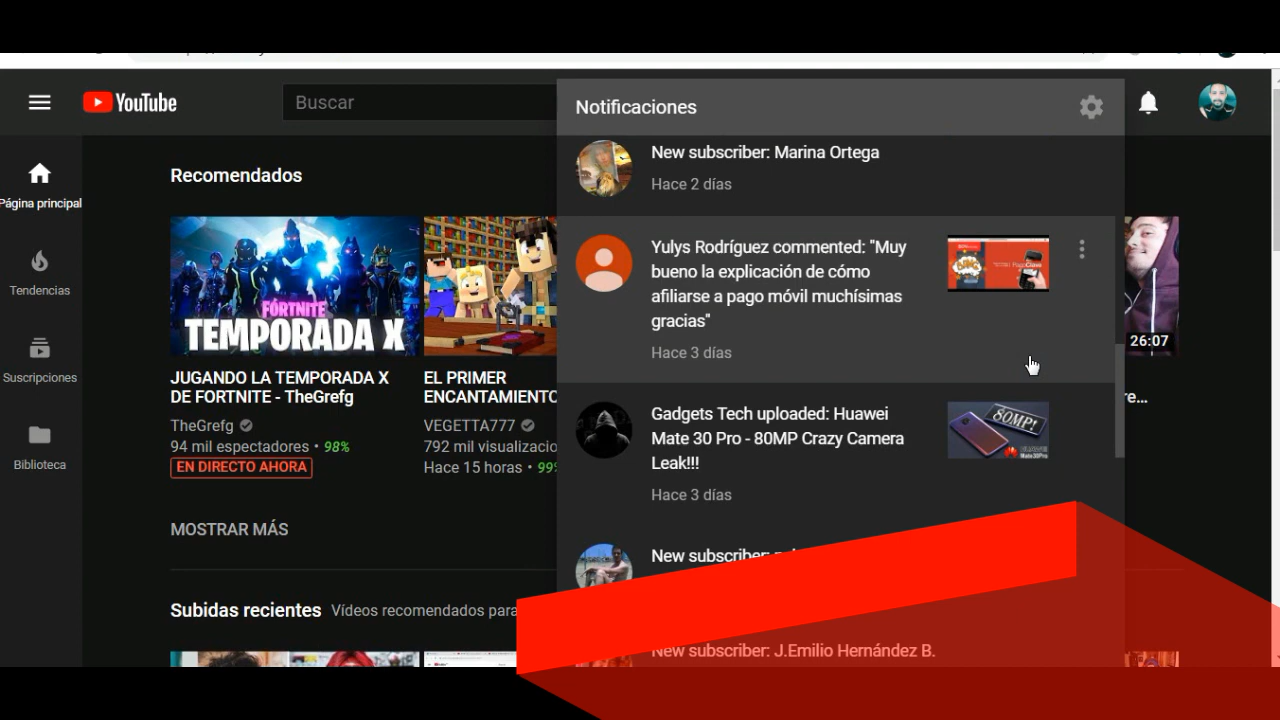 YouTube
Buscar
Notificaciones
Página principal
Tendencias
Suscripciones
Biblioteca
Recomendados
FÓRTNITE
TEMPORADA X
JUGANDO LA TEMPORADA X
DE FORTNITE - TheGrefg
TheGrefg
94 mil espectadores • 98%
EN DIRECTO AHORA
EL PRIMER
ENCANTAMIENTO
VEGETTA777
792 mil visualizacio
Hace 15 horas • 99
MOSTRAR MÁS
Subidas recientes Vídeos recomendados para
New subscriber: Marina Ortega
Hace 2 días
Yulys Rodríguez commented: "Muy
bueno la explicación de cómo
afiliarse a pago móvil muchísimas
gracias"
Hace 3 días
Gadgets Tech uploaded: Huawei
Mate 30 Pro - 80MP Crazy Camera
Leak!!!
Hace 3 días
80MP!
Mate30Pro
New subscriber:
New subscriber: J.Emilio Hernández B.
26:07
re...